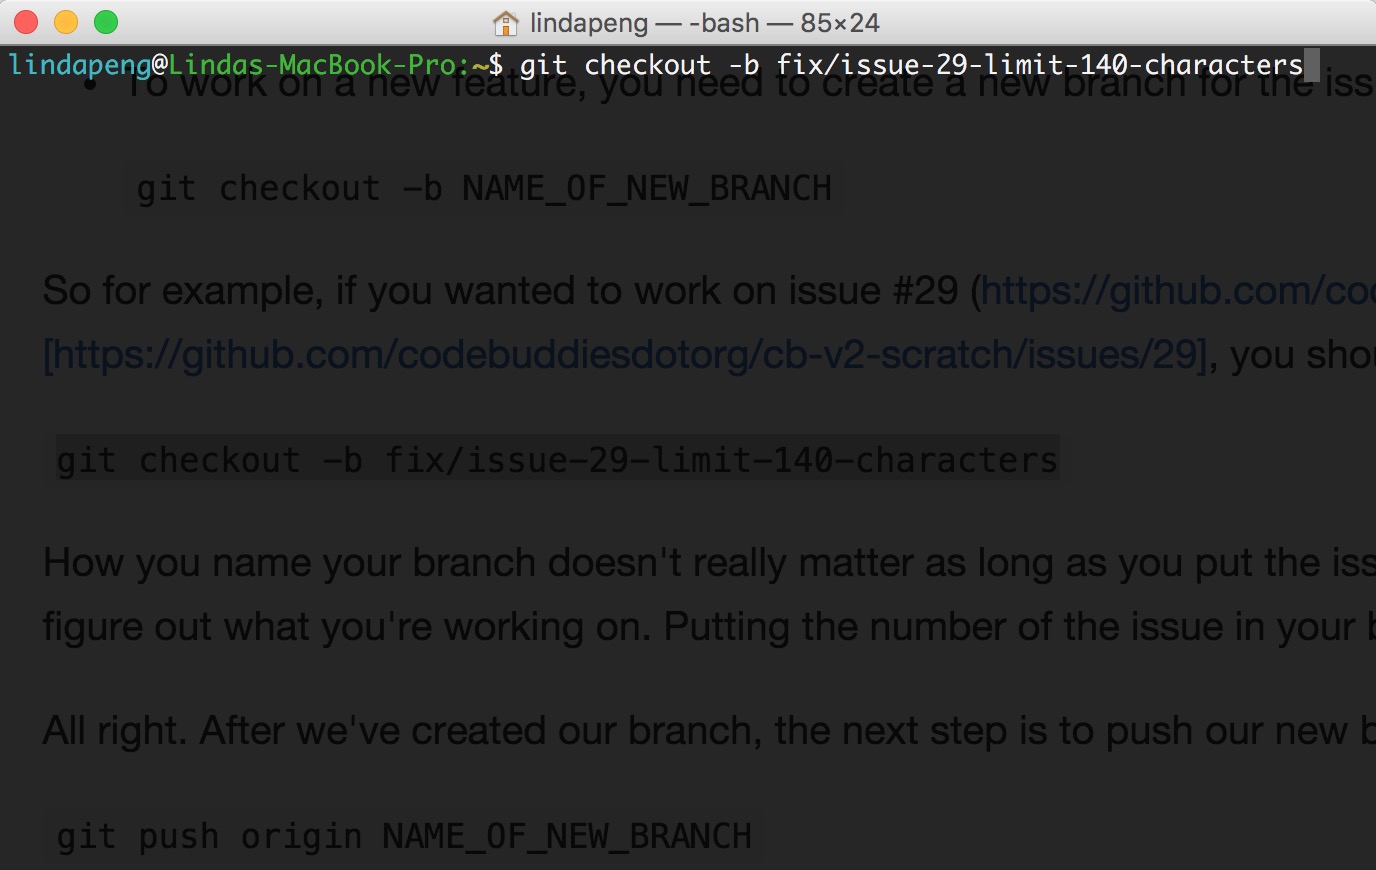 lindapeng — -bash — 85×24
lindapeng@Lindas-MacBook-Pro:~$ git checkout -b fix/issue-29-limit-140-characters
• To work on a new feature, you need to create a new branch for the iss
git checkout -b NAME_OF_NEW_BRANCH
So for example, if you wanted to work on issue #29 (https://github.com/cod
[https://github.com/codebuddiesdotorg/cb-v2-scratch/issues/29], you shou
git checkout -b fix/issue-29-limit-140-characters
How you name your branch doesn't really matter as long as you put the iss
figure out what you're working on. Putting the number of the issue in your b
All right. After we've created our branch, the next step is to push our new b
git push origin NAME_OF_NEW_BRANCH